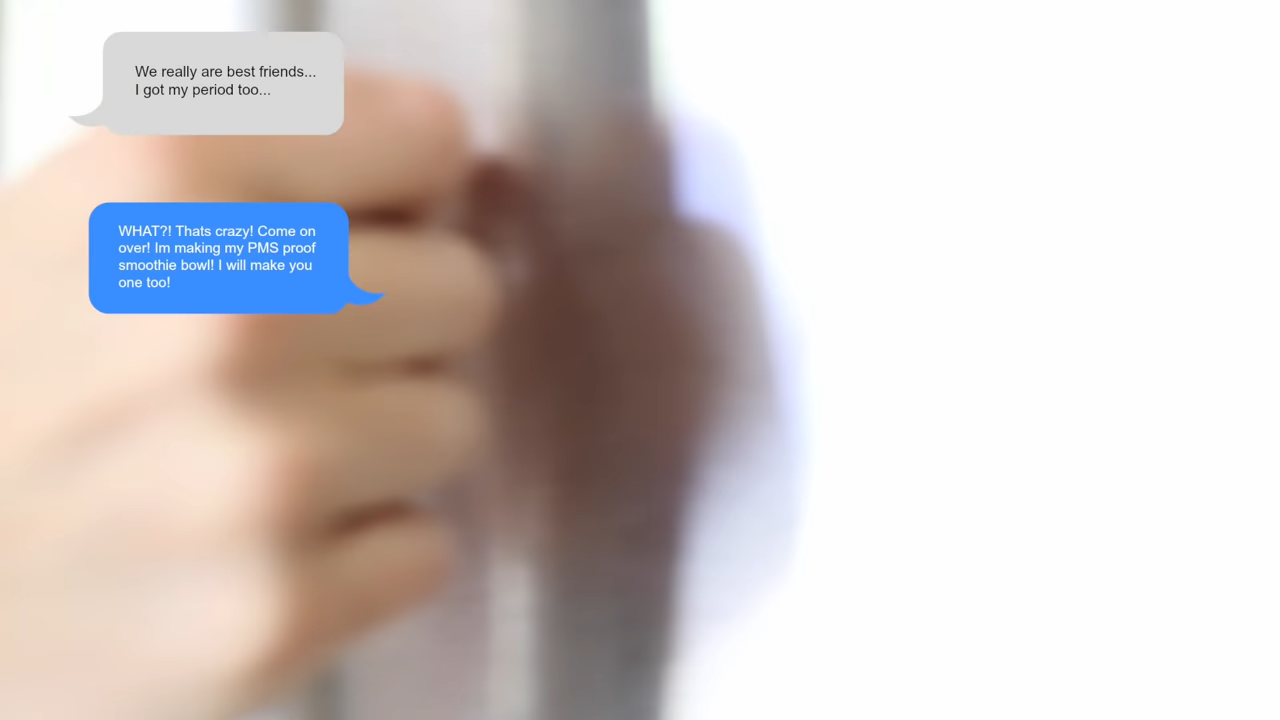 We really are best friends...
I got my period too...
WHAT?! Thats crazy! Come on
over! Im making my PMS proof
smoothie bowl! I will make you
one too!